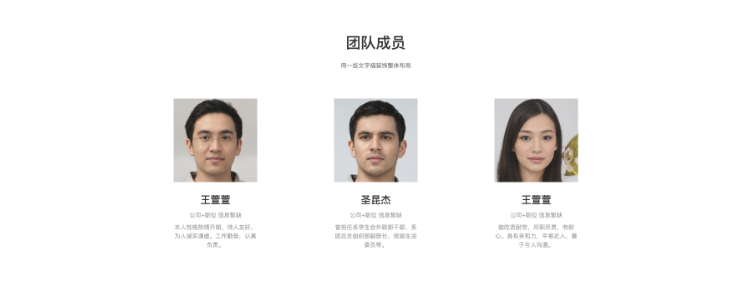 团队成员
用一些文字描装饰整体布局
王萱萱
公司+职位 信息暂缺
本人性格热情开朗、待人友好，
为人诚实谦虚。工作勤奋，认真
负责。
圣昆杰
公司+职位 信息暂缺
曾担任系学生会外联部干部、系
团总支组织部副部长、班级生活
委员等。
王萱萱
公司+职位 信息暂缺
能吃苦耐劳，尽职尽责，有耐
心。具有亲和力，平易近人，善
于与人沟通。